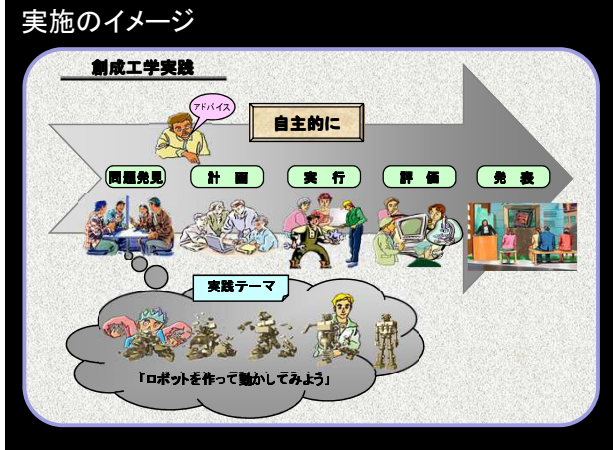 実施のイメージ
創成工学実践
アドバイス
自主的に
問題発見
計 画
実 行
評 価
発 表
実践テーマ
「ロボットを作って動かしてみよう」